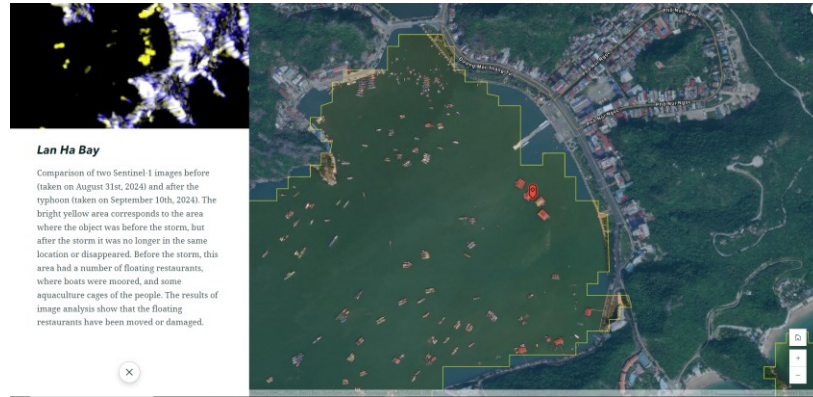 Lan Ha Bay
Comparison of two Sentinel-1 images before
(taken on August 31st, 2024) and after the
typhoon (taken on September 10th, 2024). The
bright yellow area corresponds to the area
where the object was before the storm, but
after the storm it was no longer in the same
location or disappeared. Before the storm, this
area had a number of floating restaurants,
where boats were moored, and some
aquaculture cages of the people. The results of
image analysis show that the floating
restaurants have been moved or damaged.